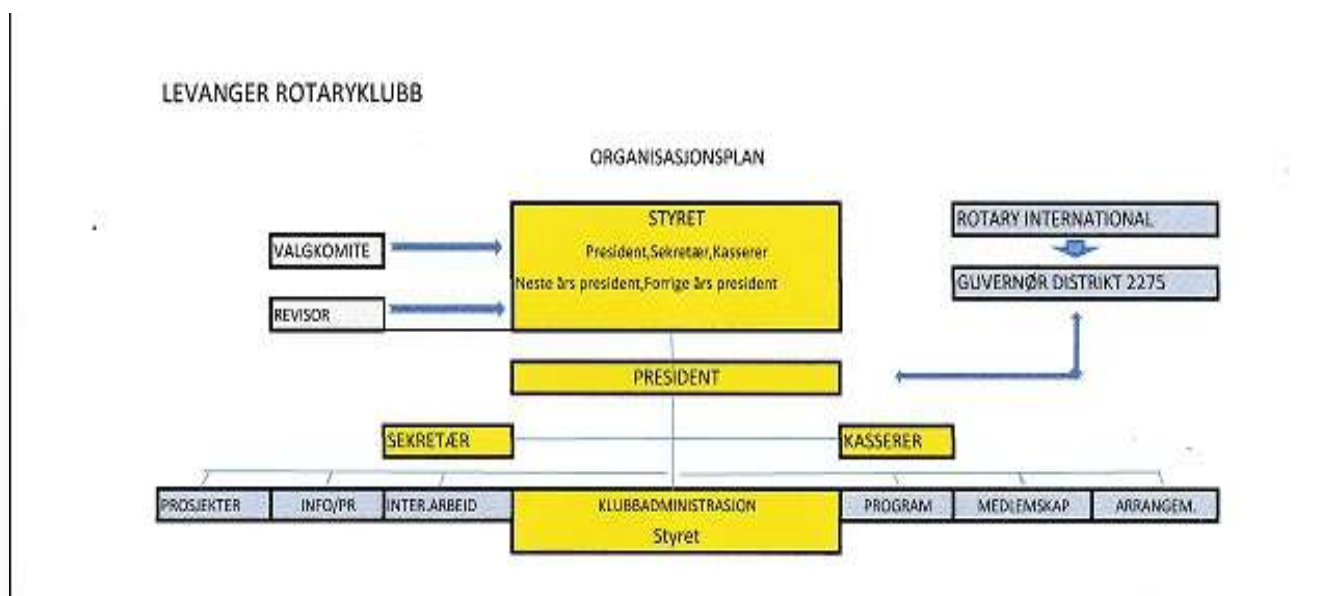 LEVANGER ROTARYKLUBB
ORGANISASJONSPLAN
STYRET
President,Sekretær,Kasserer
Neste års president,Forrige års president
VALGKOMITE
REVISOR
ROTARY INTERNATIONAL
GUVERNØR DISTRIKT 2275
PRESIDENT
SEKRETÆR
KASSERER
PROSJEKTER
INFO/PR
INTER.ARBEID
KLUBBADMINISTRASJON
Styret
PROGRAM
MEDLEMSKAP
ARRANGEM.